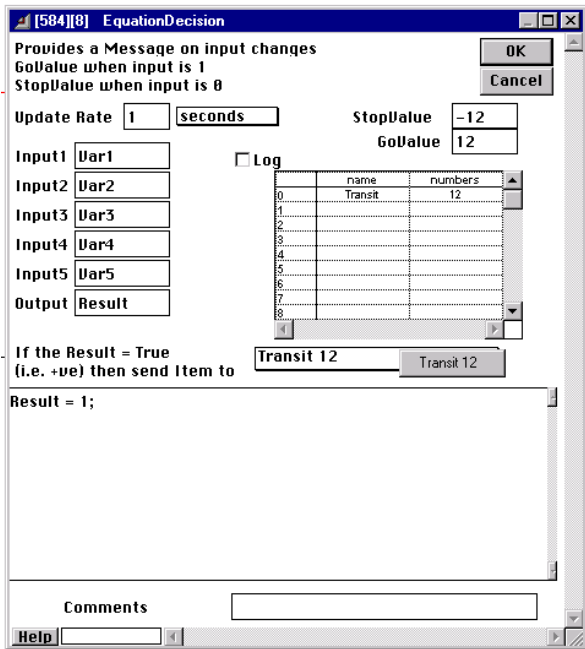 [584][8] EquationDecision
Provides a Message on input changes
GoValue when input is 1
StopValue when input is 0
OK
Cancel
Update Rate 1 seconds
StopValue -12
GoValue 12
Input1 Var1
Input2 Var2
Input3 Var3
Input4 Var4
Input5 Var5
Output Result
Log
name numbers
0 Transit 12
1
2
3
4
5
6
7
8
If the Result = True
(i.e. +ve) then send Item to
Transit 12
Transit 12
Result = 1;
Comments
Help